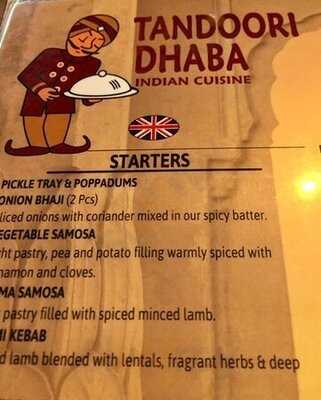 TANDOORI
DHABA
INDIAN CUISINE
STARTERS
PICKLE TRAY & POPPADUMS
ONION BHAJI (2 Pcs)
liced onions with coriander mixed in our spicy batter.
EGETABLE SAMOSA
ht pastry, pea and potato filling warmly spiced with
namon and cloves.
MA SAMOSA
pastry filled with spiced minced lamb.
MI KEBAB
d lamb blended with lentals, fragrant herbs & deep